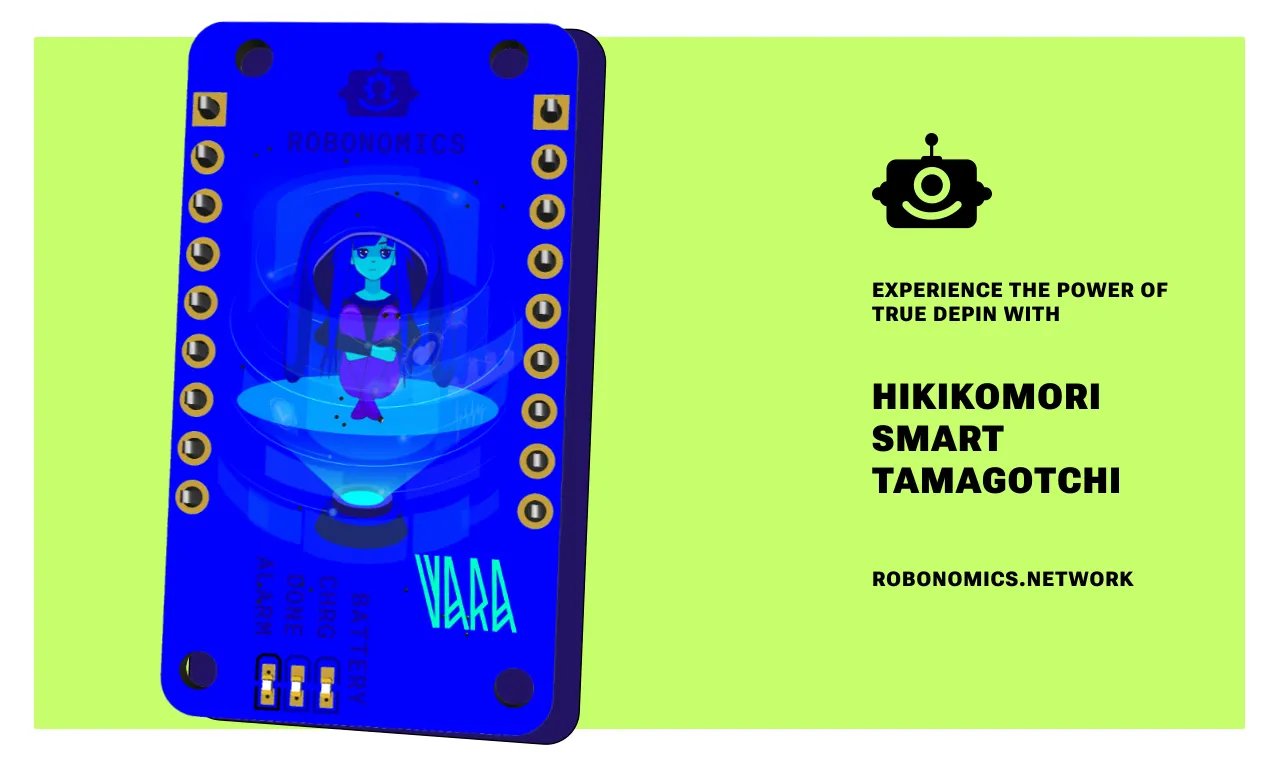 ROBONOMICS
VARA
ALARM
DONE
CHRG
BATTERY
EXPERIENCE THE POWER OF
TRUE DEPIN WITH
HIKIKOMORI
SMART
TAMAGOTCHI
ROBONOMICS.NETWORK